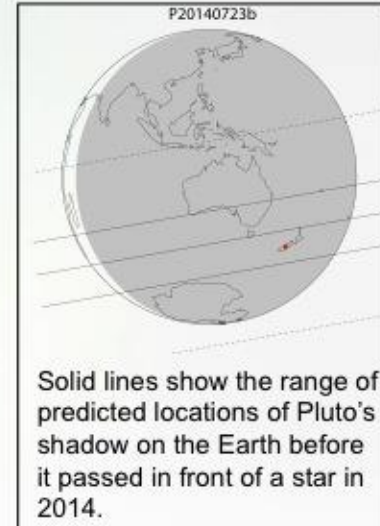 P20140723b
Solid lines show the range of
predicted locations of Pluto's
shadow on the Earth before
it passed in front of a star in
2014.